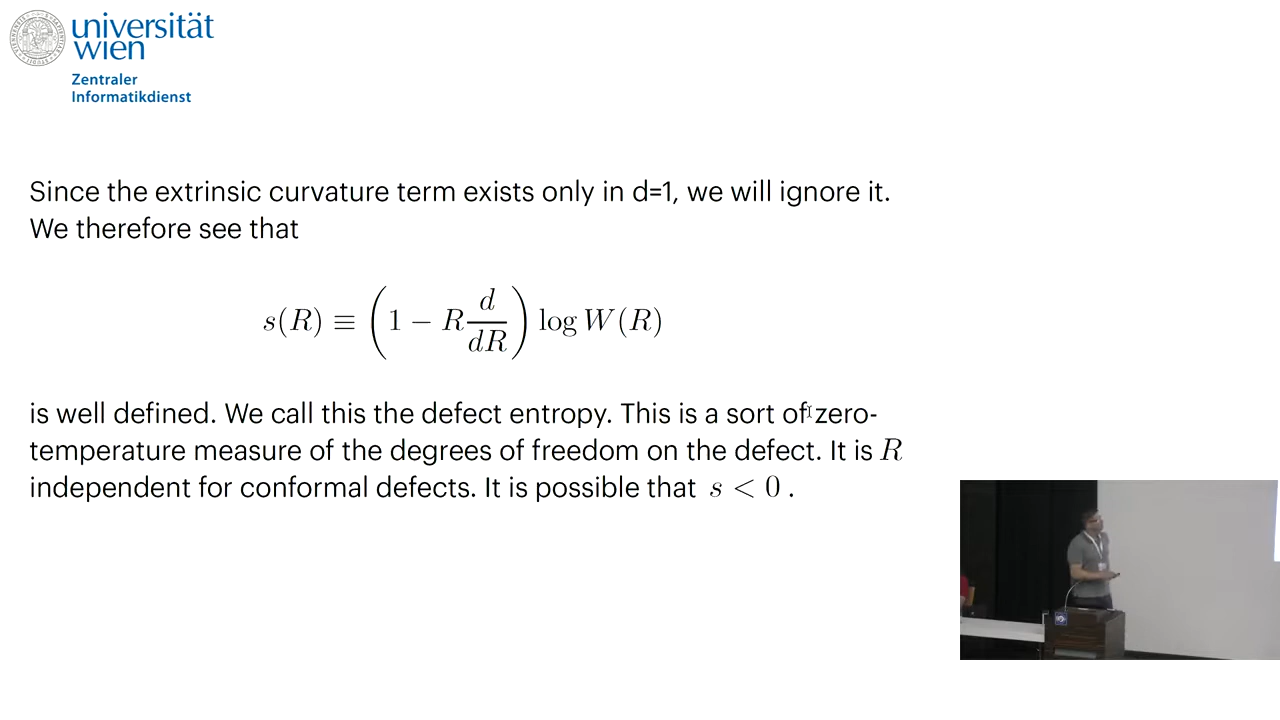 universität
wien
Zentraler
Informatikdienst
Since the extrinsic curvature term exists only in d=1, we will ignore it.
We therefore see that
s(R) ≡ (1 − R d/dR) log W(R)
is well defined. We call this the defect entropy. This is a sort of zero-
temperature measure of the degrees of freedom on the defect. It is R
independent for conformal defects. It is possible that s < 0 .